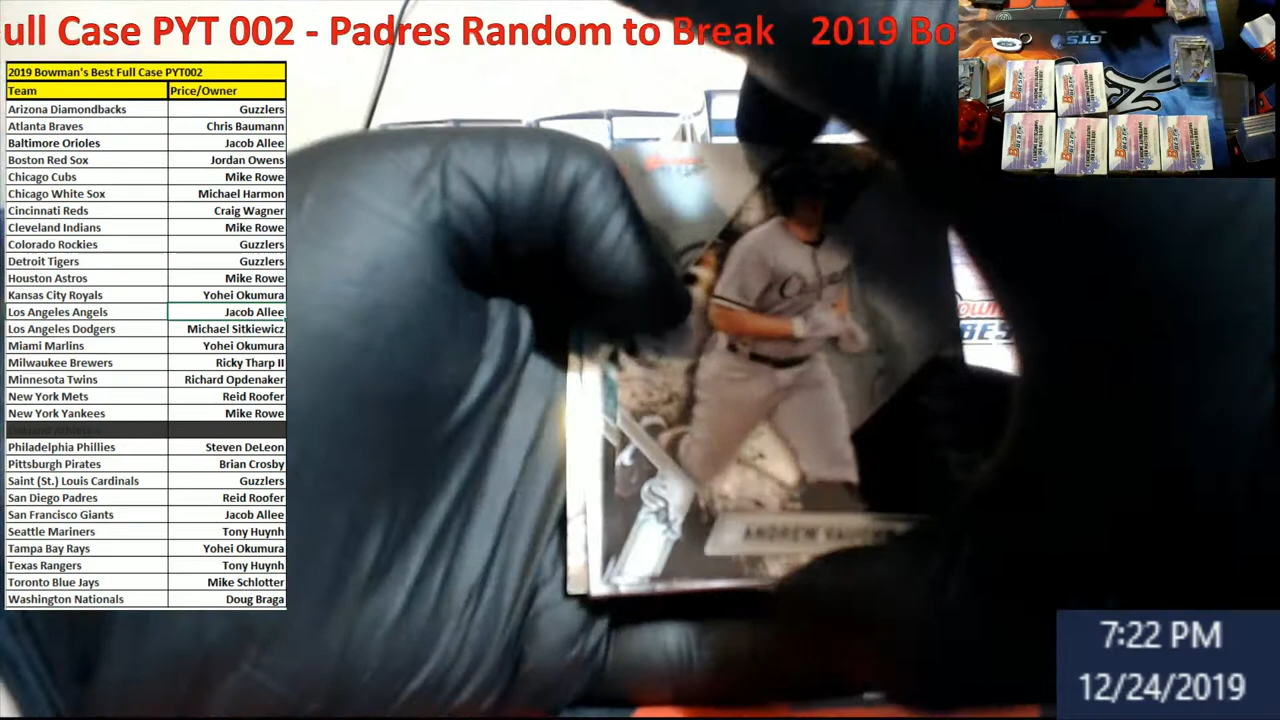 ull Case PYT 002 - Padres Random to Break 2019 Bo
2019 Bowman's Best Full Case PYT002
Team Price/Owner
Arizona Diamondbacks Guzzlers
Atlanta Braves Chris Baumann
Baltimore Orioles Jacob Allee
Boston Red Sox Jordan Owens
Chicago Cubs Mike Rowe
Chicago White Sox Michael Harmon
Cincinnati Reds Craig Wagner
Cleveland Indians Mike Rowe
Colorado Rockies Guzzlers
Detroit Tigers Guzzlers
Houston Astros Mike Rowe
Kansas City Royals Yohei Okumura
Los Angeles Angels Jacob Allee
Los Angeles Dodgers Michael Sitkiewicz
Miami Marlins Yohei Okumura
Milwaukee Brewers Ricky Tharp II
Minnesota Twins Richard Opdenaker
New York Mets Reid Roofer
New York Yankees Mike Rowe
Philadelphia Phillies Steven DeLeon
Pittsburgh Pirates Brian Crosby
Saint (St.) Louis Cardinals Guzzlers
San Diego Padres Reid Roofer
San Francisco Giants Jacob Allee
Seattle Mariners Tony Huynh
Tampa Bay Rays Yohei Okumura
Texas Rangers Tony Huynh
Toronto Blue Jays Mike Schlotter
Washington Nationals Doug Braga
GTS
ANDREW
7:22 PM
12/24/2019